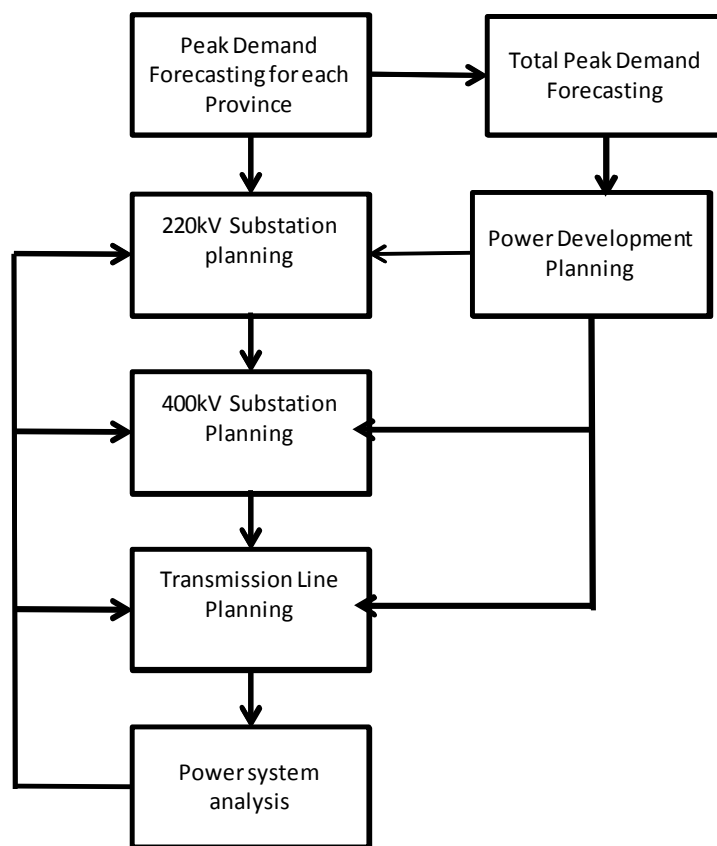 Peak Demand
Forecasting for each
Province
Total Peak Demand
Forecasting
220kV Substation
planning
Power Development
Planning
400kV Substation
Planning
Transmission Line
Planning
Power system
analysis